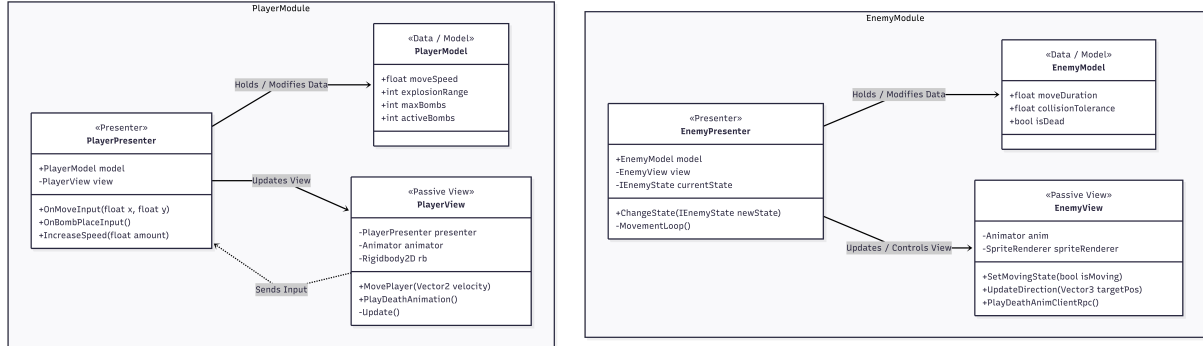 PlayerModule
«Data / Model»
PlayerModel
+float moveSpeed
+int explosionRange
+int maxBombs
+int activeBombs
Holds / Modifies Data
«Presenter»
PlayerPresenter
+PlayerModel model
-PlayerView view
+OnMoveInput(float x, float y)
+OnBombPlaceInput()
+IncreaseSpeed(float amount)
Updates View
«Passive View»
PlayerView
-PlayerPresenter presenter
-Animator animator
-Rigidbody2D rb
+MovePlayer(Vector2 velocity)
+PlayDeathAnimation()
-Update()
Sends Input
EnemyModule
«Data / Model»
EnemyModel
+float moveDuration
+float collisionTolerance
+bool isDead
Holds / Modifies Data
«Presenter»
EnemyPresenter
+EnemyModel model
-EnemyView view
-IEnemyState currentState
+ChangeState(IEnemyState newState)
-MovementLoop()
Updates / Controls View
«Passive View»
EnemyView
-Animator anim
-SpriteRenderer spriteRenderer
+SetMovingState(bool isMoving)
+UpdateDirection(Vector3 targetPos)
+PlayDeathAnimClientRpc()